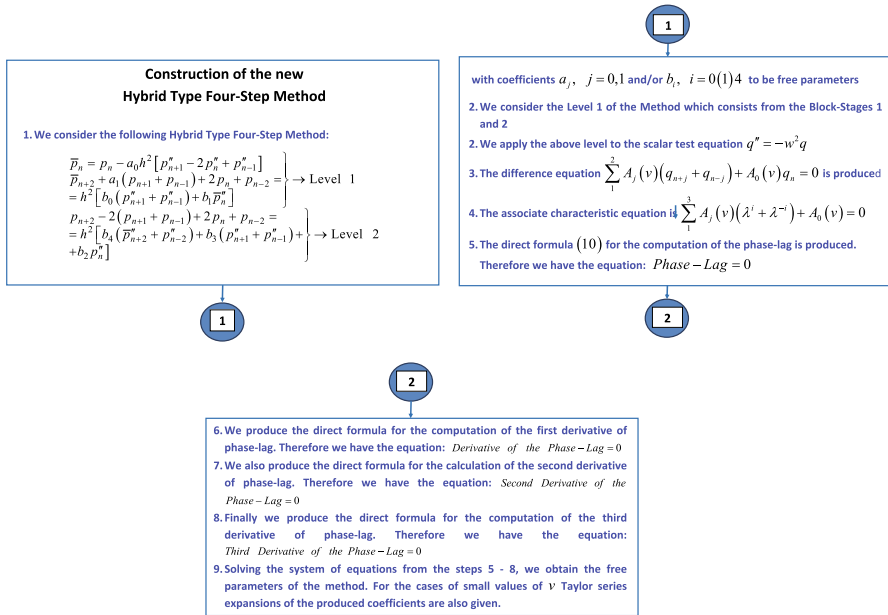 Construction of the new
Hybrid Type Four-Step Method
1. We consider the following Hybrid Type Four-Step Method:
p̅_n = p_n − a_0 h² [p″_{n+1} − 2p″_n + p″_{n−1}]
p̅_{n+2} + a_1 (p_{n+1} + p_{n−1}) + 2p_n + p_{n−2} =
= h² [b_0 (p″_{n+1} + p″_{n−1}) + b_1 p̅″_n]
} → Level 1
p_{n+2} − 2(p_{n+1} + p_{n−1}) + 2p_n + p_{n−2} =
= h² [b_4 (p̅″_{n+2} + p″_{n−2}) + b_3 (p″_{n+1} + p″_{n−1}) +
+b_2 p″_n]
} → Level 2
1
1
with coefficients a_j, j = 0,1 and/or b_i, i = 0(1)4 to be free parameters
2. We consider the Level 1 of the Method which consists from the Block-Stages 1
and 2
2. We apply the above level to the scalar test equation q″ = −w²q
3. The difference equation ∑_1^2 A_j(v)(q_{n+j} + q_{n−j}) + A_0(v)q_n = 0 is produced
4. The associate characteristic equation is ∑_1^3 A_j(v)(λ^i + λ^{−i}) + A_0(v) = 0
5. The direct formula (10) for the computation of the phase-lag is produced.
Therefore we have the equation: Phase − Lag = 0
2
2
6. We produce the direct formula for the computation of the first derivative of
phase-lag. Therefore we have the equation: Derivative of the Phase − Lag = 0
7. We also produce the direct formula for the calculation of the second derivative
of phase-lag. Therefore we have the equation: Second Derivative of the
Phase − Lag = 0
8. Finally we produce the direct formula for the computation of the third
derivative of phase-lag. Therefore we have the equation:
Third Derivative of the Phase − Lag = 0
9. Solving the system of equations from the steps 5 - 8, we obtain the free
parameters of the method. For the cases of small values of v Taylor series
expansions of the produced coefficients are also given.